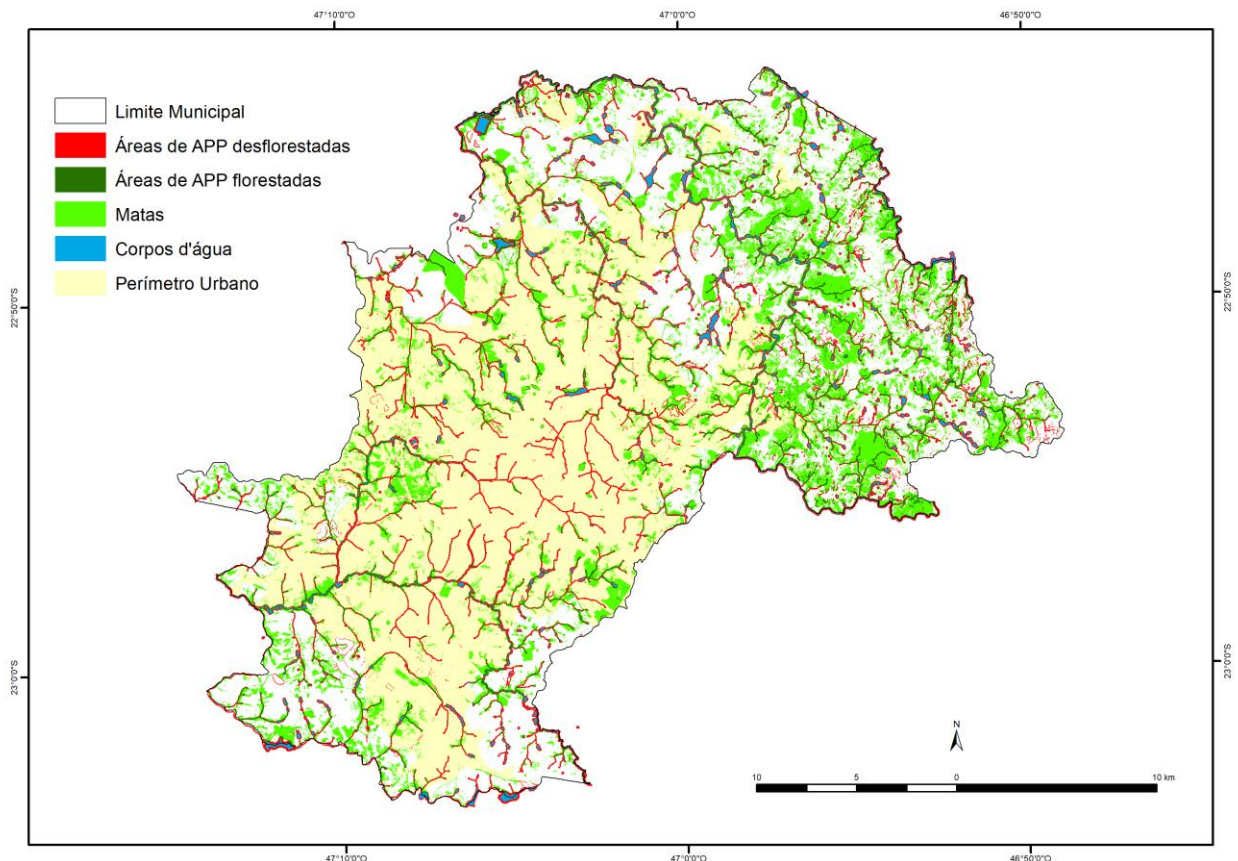 47°10'0"O 47°0'0"O 46°50'0"O
Limite Municipal
Áreas de APP desflorestadas
Áreas de APP florestadas
Matas
Corpos d'água
Perímetro Urbano
22°50'0"S 22°50'0"S
23°0'0"S 23°0'0"S
N
10 5 0 10 km
47°10'0"O 47°0'0"O 46°50'0"O